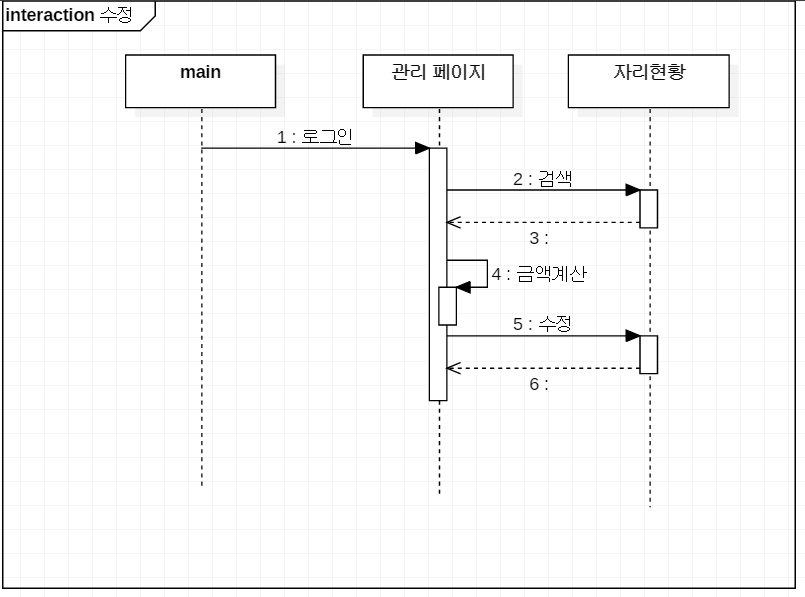 interaction 수정
main
관리 페이지
자리현황
1 : 로그인
2 : 검색
3 :
4 : 금액계산
5 : 수정
6 :